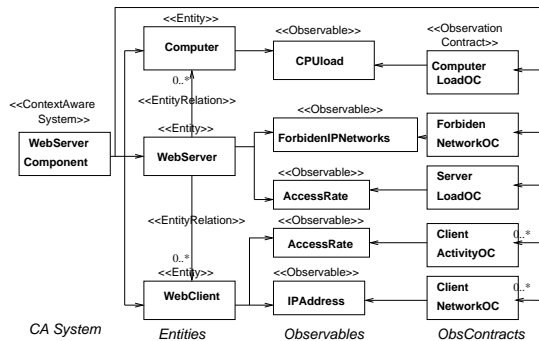 <<Entity>>
Computer
<<Observable>>
CPUload
<<Observation
Contract>>
Computer
LoadOC
0..*
<<EntityRelation>>
<<ContextAware
System>>
WebServer
Component
<<Entity>>
WebServer
<<Observable>>
ForbidenIPNetworks
Forbiden
NetworkOC
<<Observable>>
AccessRate
Server
LoadOC
<<EntityRelation>>
<<Observable>>
AccessRate
Client
ActivityOC
0..*
0..*
<<Entity>>
WebClient
<<Observable>>
IPAddress
Client
NetworkOC
0..*
CA System
Entities
Observables
ObsContracts